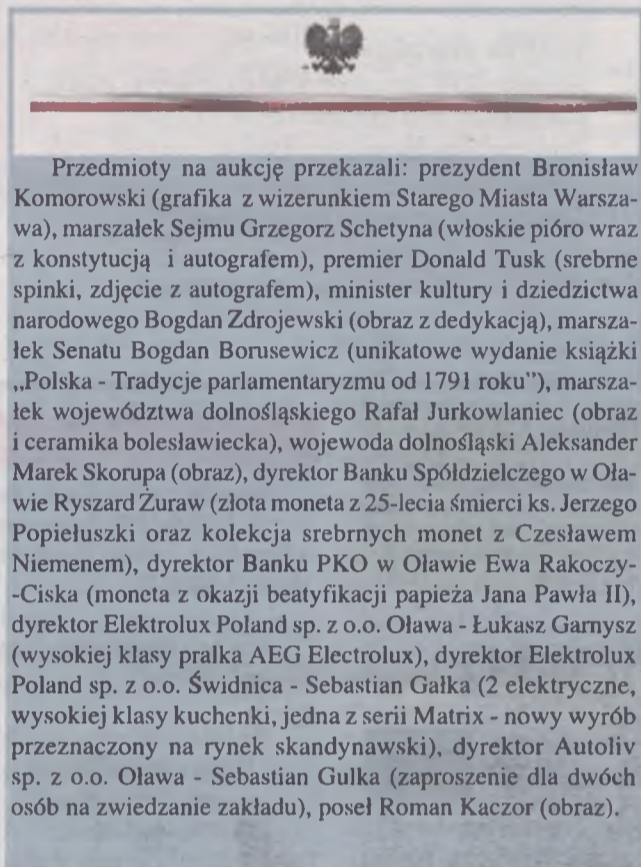 Przedmioty na aukcję przekazali: prezydent Bronisław
Komorowski (grafika z wizerunkiem Starego Miasta Warsza-
wa), marszałek Sejmu Grzegorz Schetyna (włoskie pióro wraz
z konstytucją i autografem), premier Donald Tusk (srebrne
spinki, zdjęcie z autografem), minister kultury i dziedzictwa
narodowego Bogdan Zdrojewski (obraz z dedykacją), marsza-
łek Senatu Bogdan Borusewicz (unikatowe wydanie książki
„Polska - Tradycje parlamentaryzmu od 1791 roku”), marsza-
łek województwa dolnośląskiego Rafał Jurkowlaniec (obraz
i ceramika bolesławiecka), wojewoda dolnośląski Aleksander
Marek Skorupa (obraz), dyrektor Banku Spółdzielczego w Oła-
wie Ryszard Żuraw (złota moneta z 25-lecia śmierci ks. Jerzego
Popiełuszki oraz kolekcja srebrnych monet z Czesławem
Niemenem), dyrektor Banku PKO w Oławie Ewa Rakoczy-
-Ciska (moneta z okazji beatyfikacji papieża Jana Pawła II),
dyrektor Elektrolux Poland sp. z o.o. Oława - Łukasz Garnysz
(wysokiej klasy pralka AEG Electrolux), dyrektor Elektrolux
Poland sp. z o.o. Świdnica - Sebastian Gałka (2 elektryczne,
wysokiej klasy kuchenki, jedna z serii Matrix - nowy wyrób
przeznaczony na rynek skandynawski), dyrektor Autoliv
sp. z o.o. Oława - Sebastian Gulka (zaproszenie dla dwóch
osób na zwiedzanie zakładu), poseł Roman Kaczor (obraz).